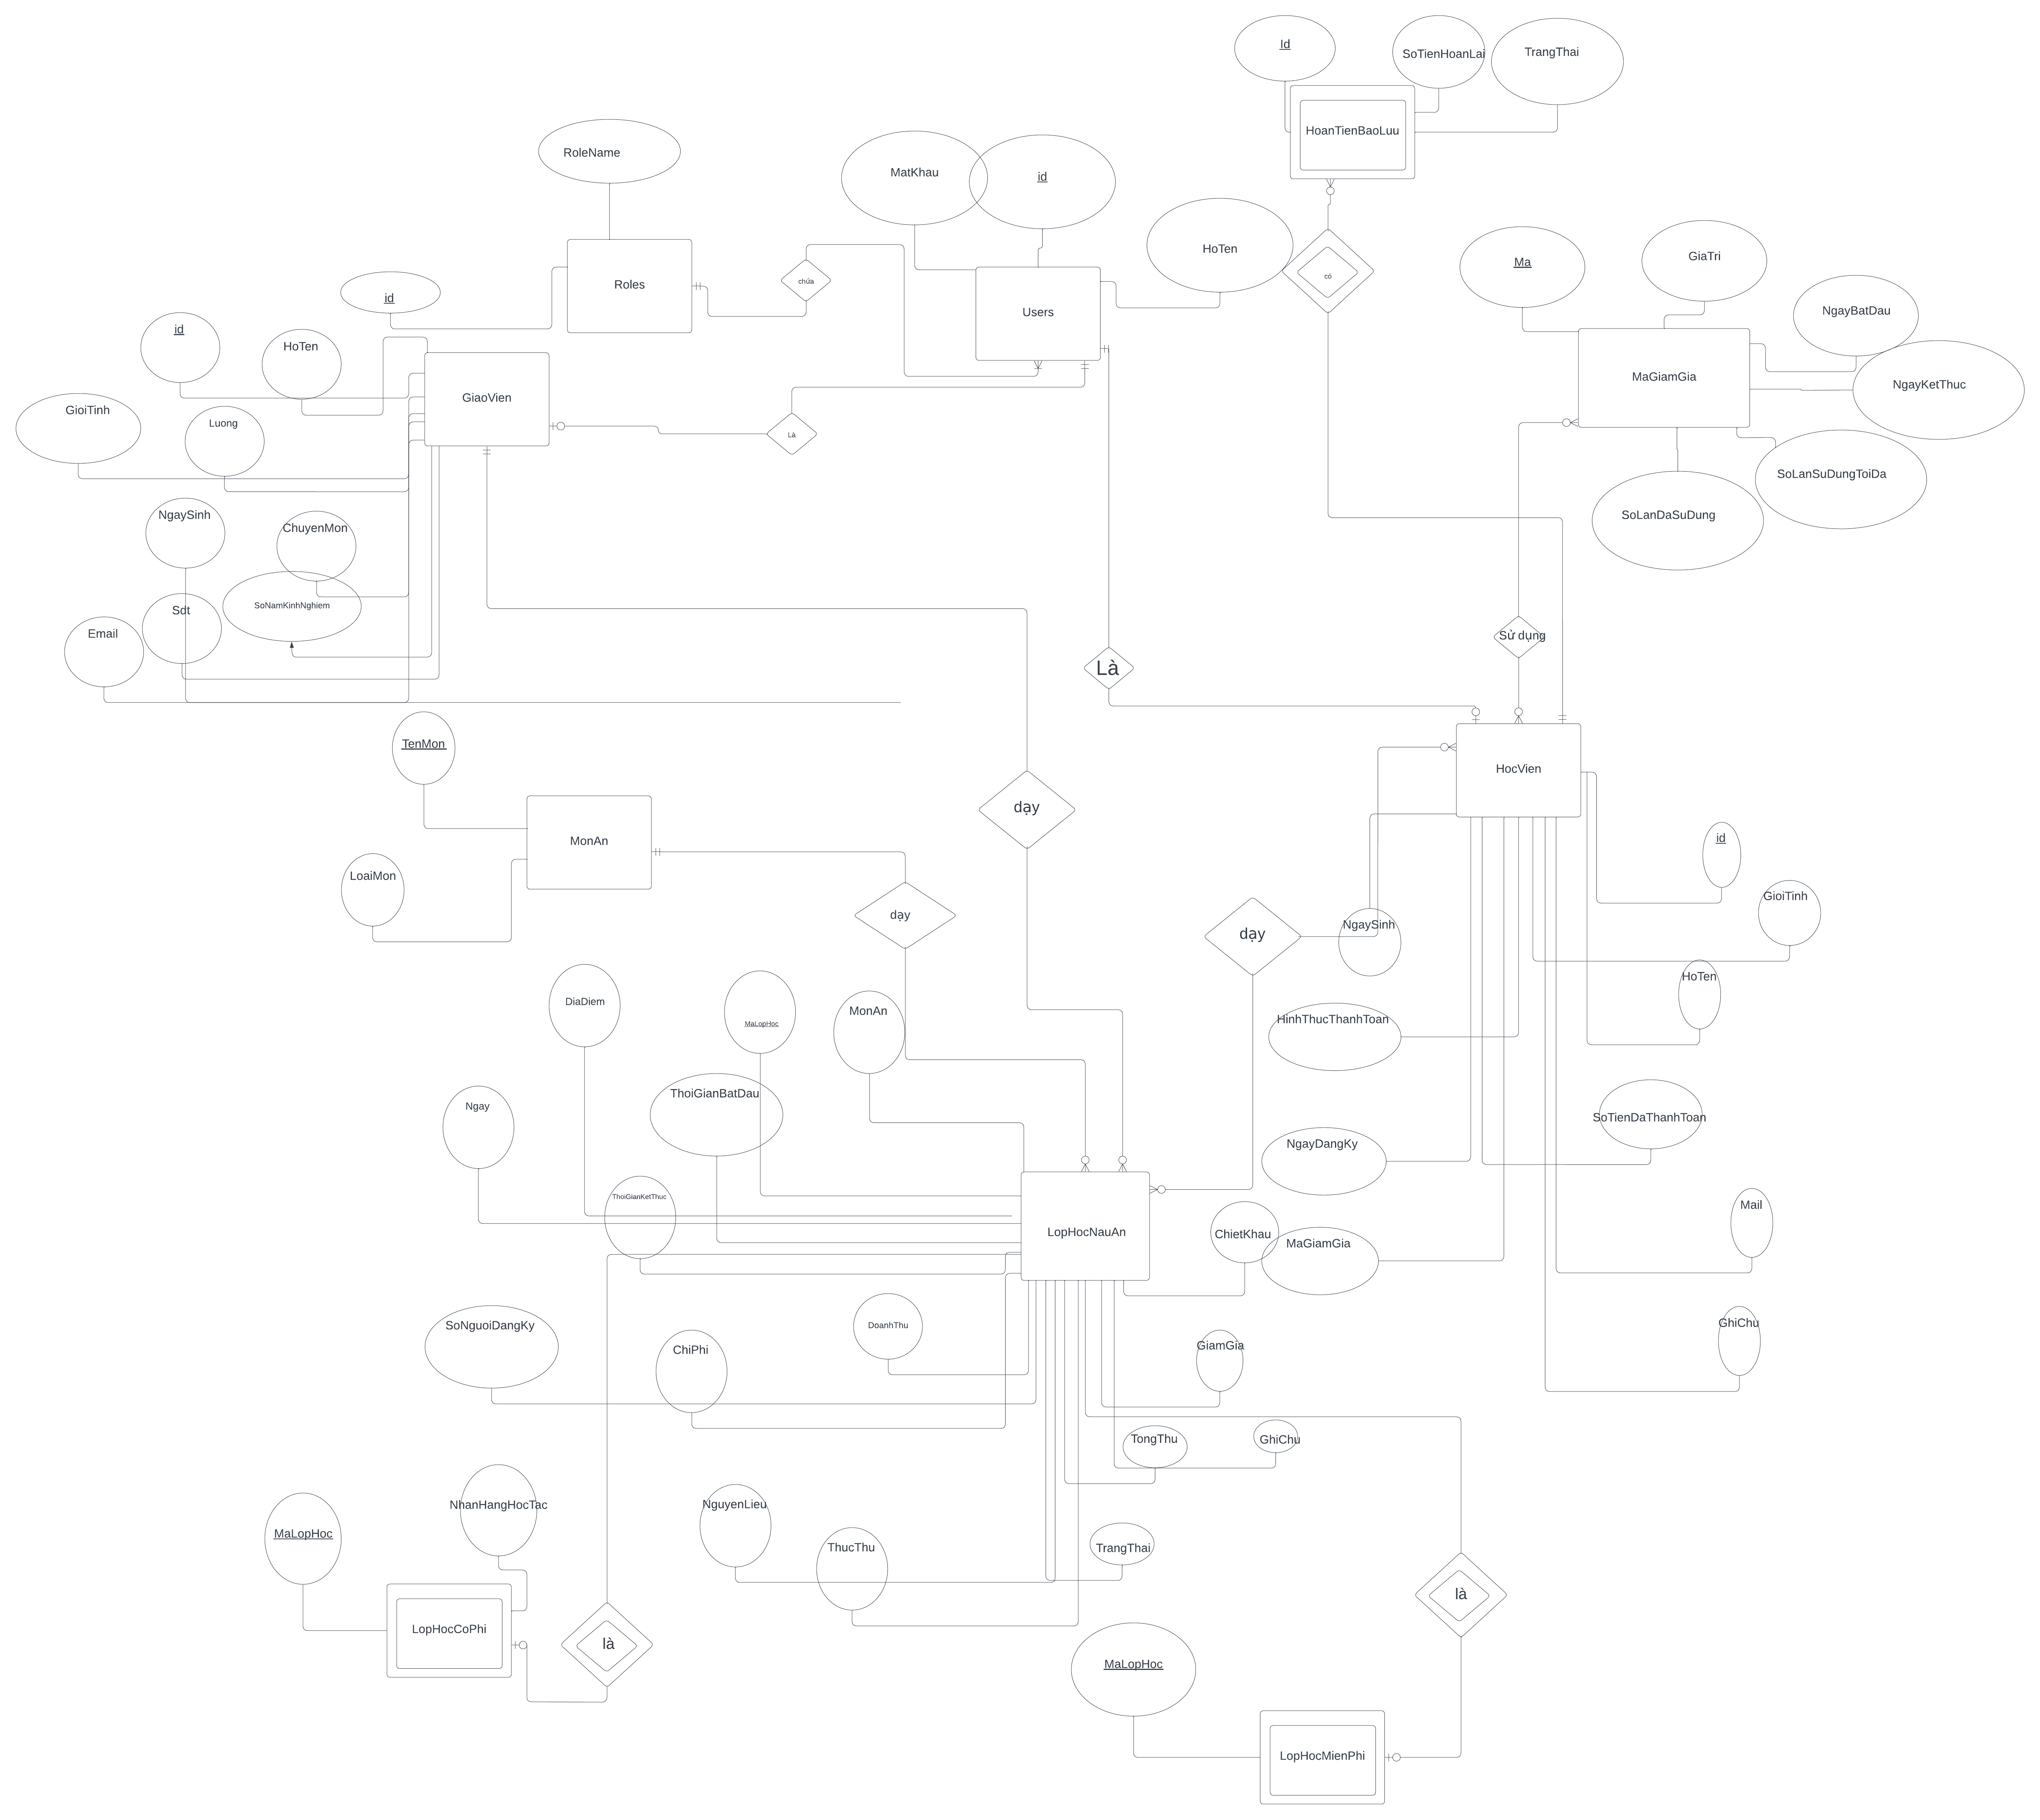 Id
SoTienHoanLai
TrangThai
HoanTienBaoLuu
RoleName
MatKhau
id
HoTen
có
Ma
GiaTri
NgayBatDau
Roles
chứa
Users
id
id
HoTen
MaGiamGia
NgayKetThuc
GiaoVien
GioiTinh
Luong
Là
SoLanSuDungToiDa
SoLanDaSuDung
NgaySinh
ChuyenMon
SoNamKinhNghiem
Sdt
Email
Sử dụng
Là
TenMon
HocVien
dạy
MonAn
id
LoaiMon
GioiTinh
dạy
dạy
NgaySinh
HoTen
DiaDiem
MaLopHoc
MonAn
HinhThucThanhToan
ThoiGianBatDau
Ngay
SoTienDaThanhToan
NgayDangKy
ThoiGianKetThuc
Mail
LopHocNauAn
ChietKhau
MaGiamGia
SoNguoiDangKy
DoanhThu
GhiChu
ChiPhi
GiamGia
TongThu
GhiChu
NhanHangHocTac
NguyenLieu
MaLopHoc
ThucThu
TrangThai
là
LopHocCoPhi
là
MaLopHoc
LopHocMienPhi